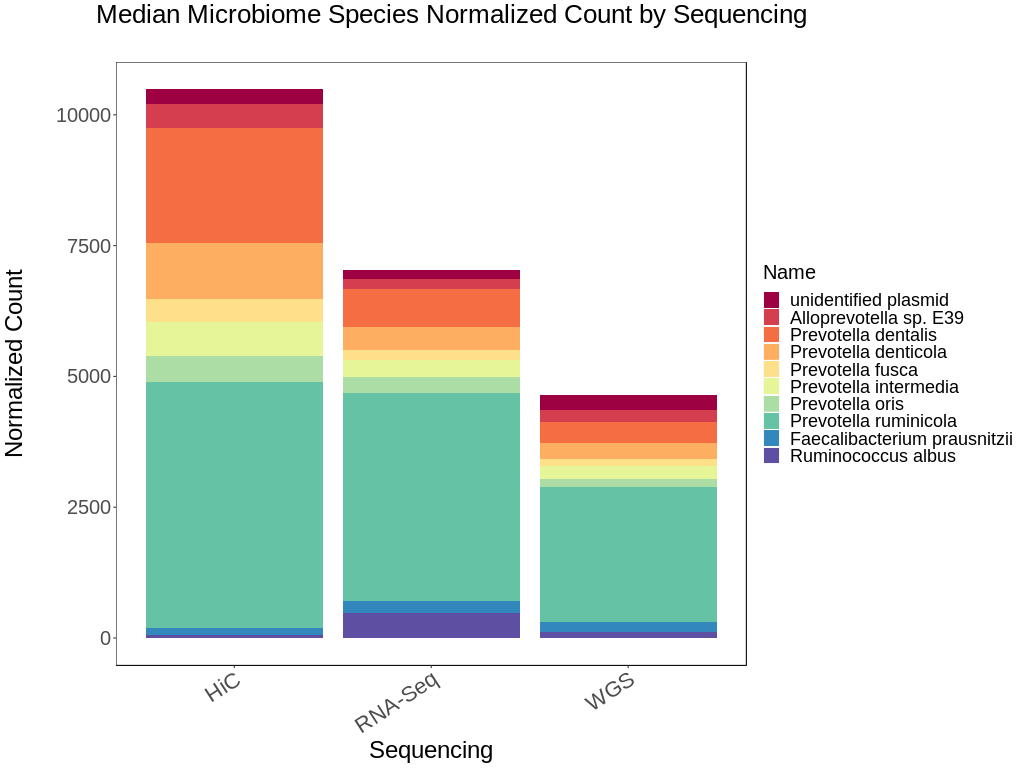 Median Microbiome Species Normalized Count by Sequencing
Normalized Count
10000
7500
5000
2500
0
HiC
RNA-Seq
WGS
Sequencing
Name
unidentified plasmid
Alloprevotella sp. E39
Prevotella dentalis
Prevotella denticola
Prevotella fusca
Prevotella intermedia
Prevotella oris
Prevotella ruminicola
Faecalibacterium prausnitzii
Ruminococcus albus